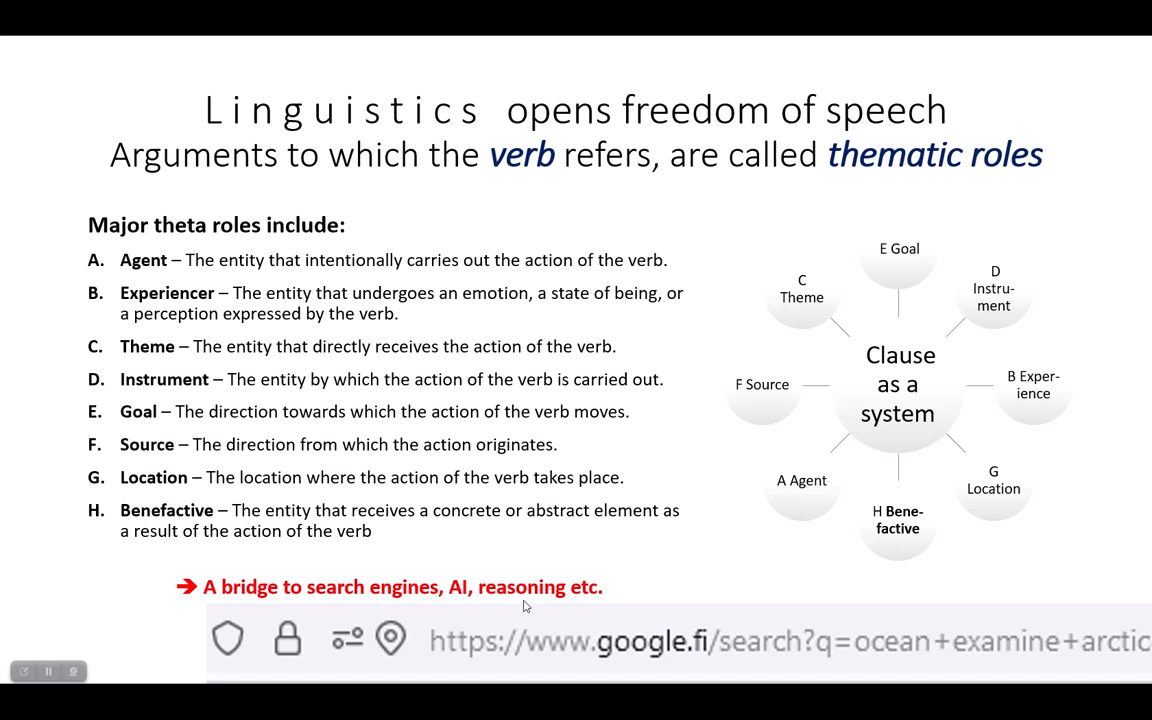 Linguistics opens freedom of speech
Arguments to which the verb refers, are called thematic roles
Major theta roles include:
A. Agent – The entity that intentionally carries out the action of the verb.
B. Experiencer – The entity that undergoes an emotion, a state of being, or
a perception expressed by the verb.
C. Theme – The entity that directly receives the action of the verb.
D. Instrument – The entity by which the action of the verb is carried out.
E. Goal – The direction towards which the action of the verb moves.
F. Source – The direction from which the action originates.
G. Location – The location where the action of the verb takes place.
H. Benefactive – The entity that receives a concrete or abstract element as
a result of the action of the verb
➔ A bridge to search engines, AI, reasoning etc.
E Goal
D
Instru-
ment
C
Theme
Clause
as a
system
F Source
B Exper-
ience
A Agent
G
Location
H Bene-
factive
https://www.google.fi/search?q=ocean+examine+arctic